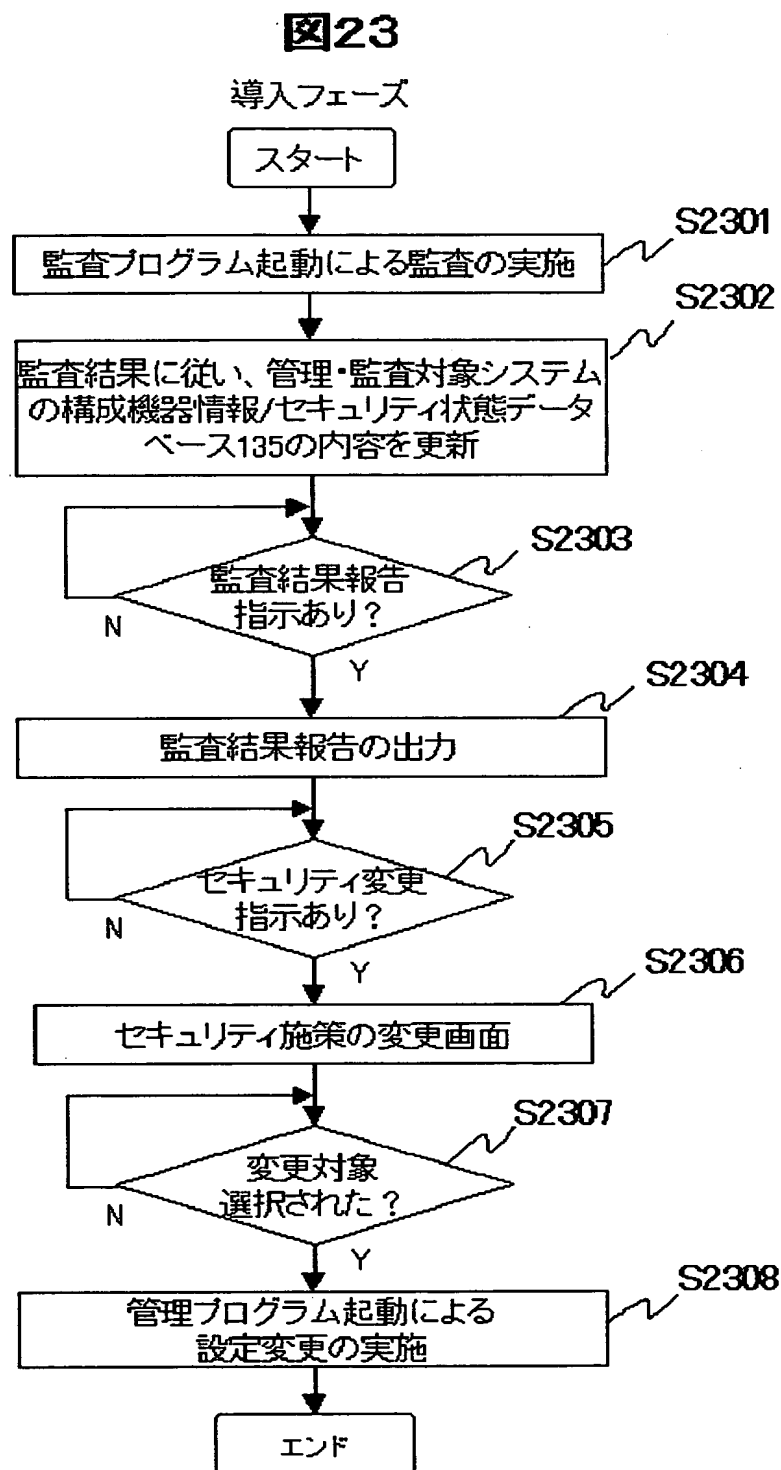 図23
導入フェーズ
スタート
S2301
監査プログラム起動による監査の実施
S2302
監査結果に従い、管理・監査対象システム
の構成機器情報/セキュリティ状態データ
ベース135の内容を更新
S2303
監査結果報告
指示あり？
N
Y
S2304
監査結果報告の出力
S2305
セキュリティ変更
指示あり？
N
Y
S2306
セキュリティ施策の変更画面
S2307
変更対象
選択された？
N
Y
S2308
管理プログラム起動による
設定変更の実施
エンド